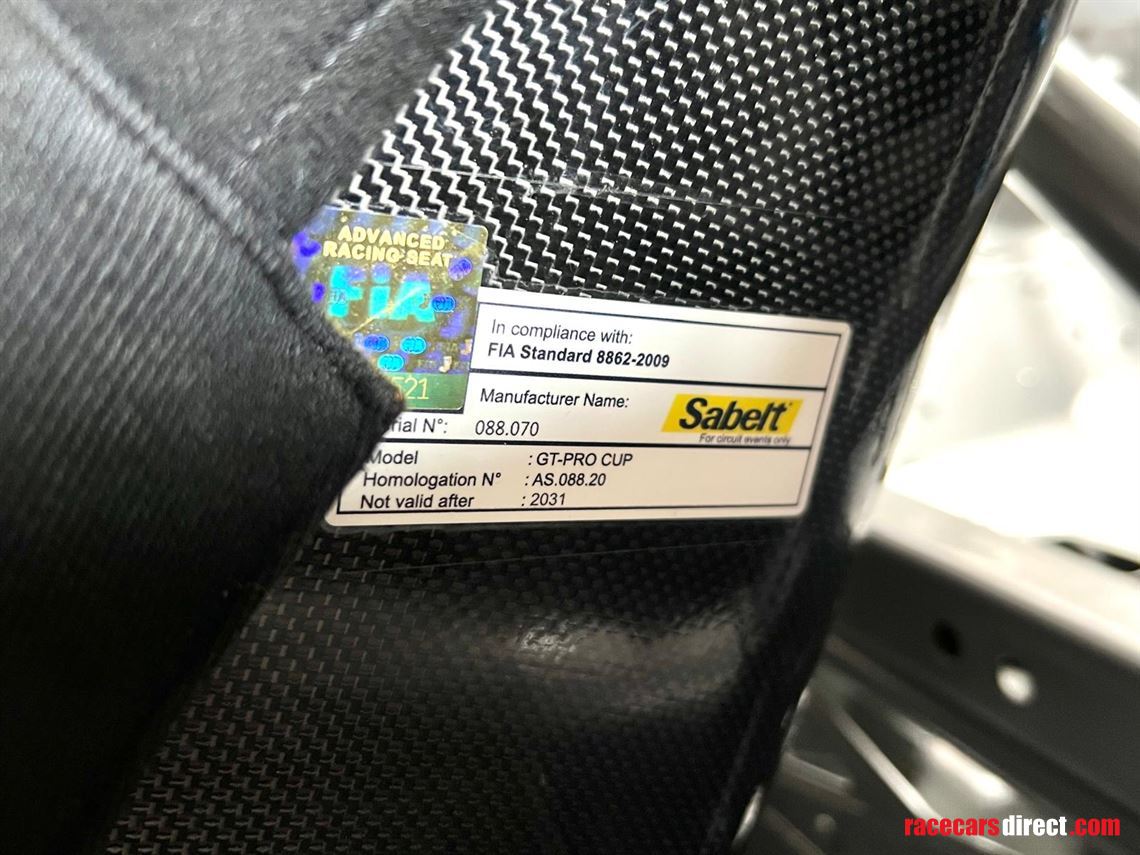 ADVANCED
RACING SEAT
FIA
521
In compliance with:
FIA Standard 8862-2009
Manufacturer Name:
Sabelt
For circuit events only
rial N°: 088.070
Model : GT-PRO CUP
Homologation N° : AS.088.20
Not valid after : 2031
racecarsdirect.com